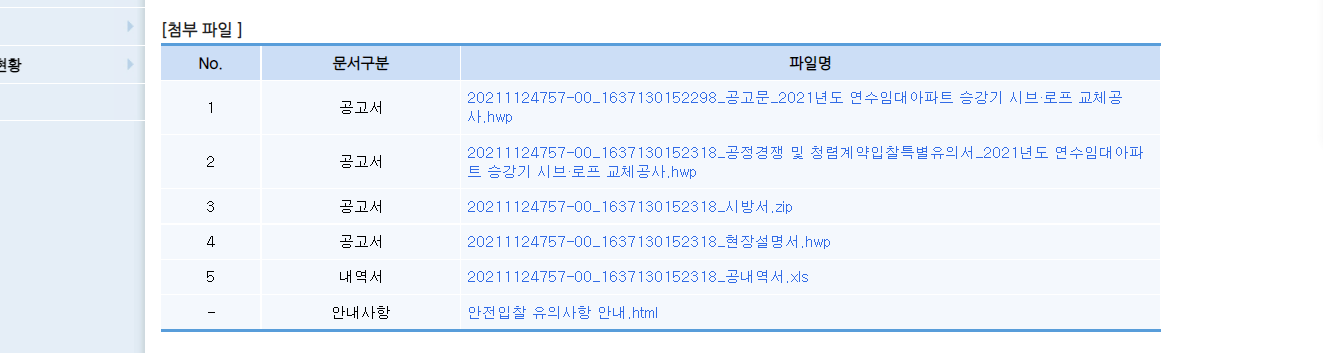 [첨부 파일 ]
현황
No. 문서구분 파일명
1 공고서 20211124757-00_1637130152298_공고문_2021년도 연수임대아파트 승강기 시브·로프 교체공
사.hwp
2 공고서 20211124757-00_1637130152318_공정경쟁 및 청렴계약입찰특별유의서_2021년도 연수임대아파
트 승강기 시브·로프 교체공사.hwp
3 공고서 20211124757-00_1637130152318_시방서.zip
4 공고서 20211124757-00_1637130152318_현장설명서.hwp
5 내역서 20211124757-00_1637130152318_공내역서.xls
- 안내사항 안전입찰 유의사항 안내.html